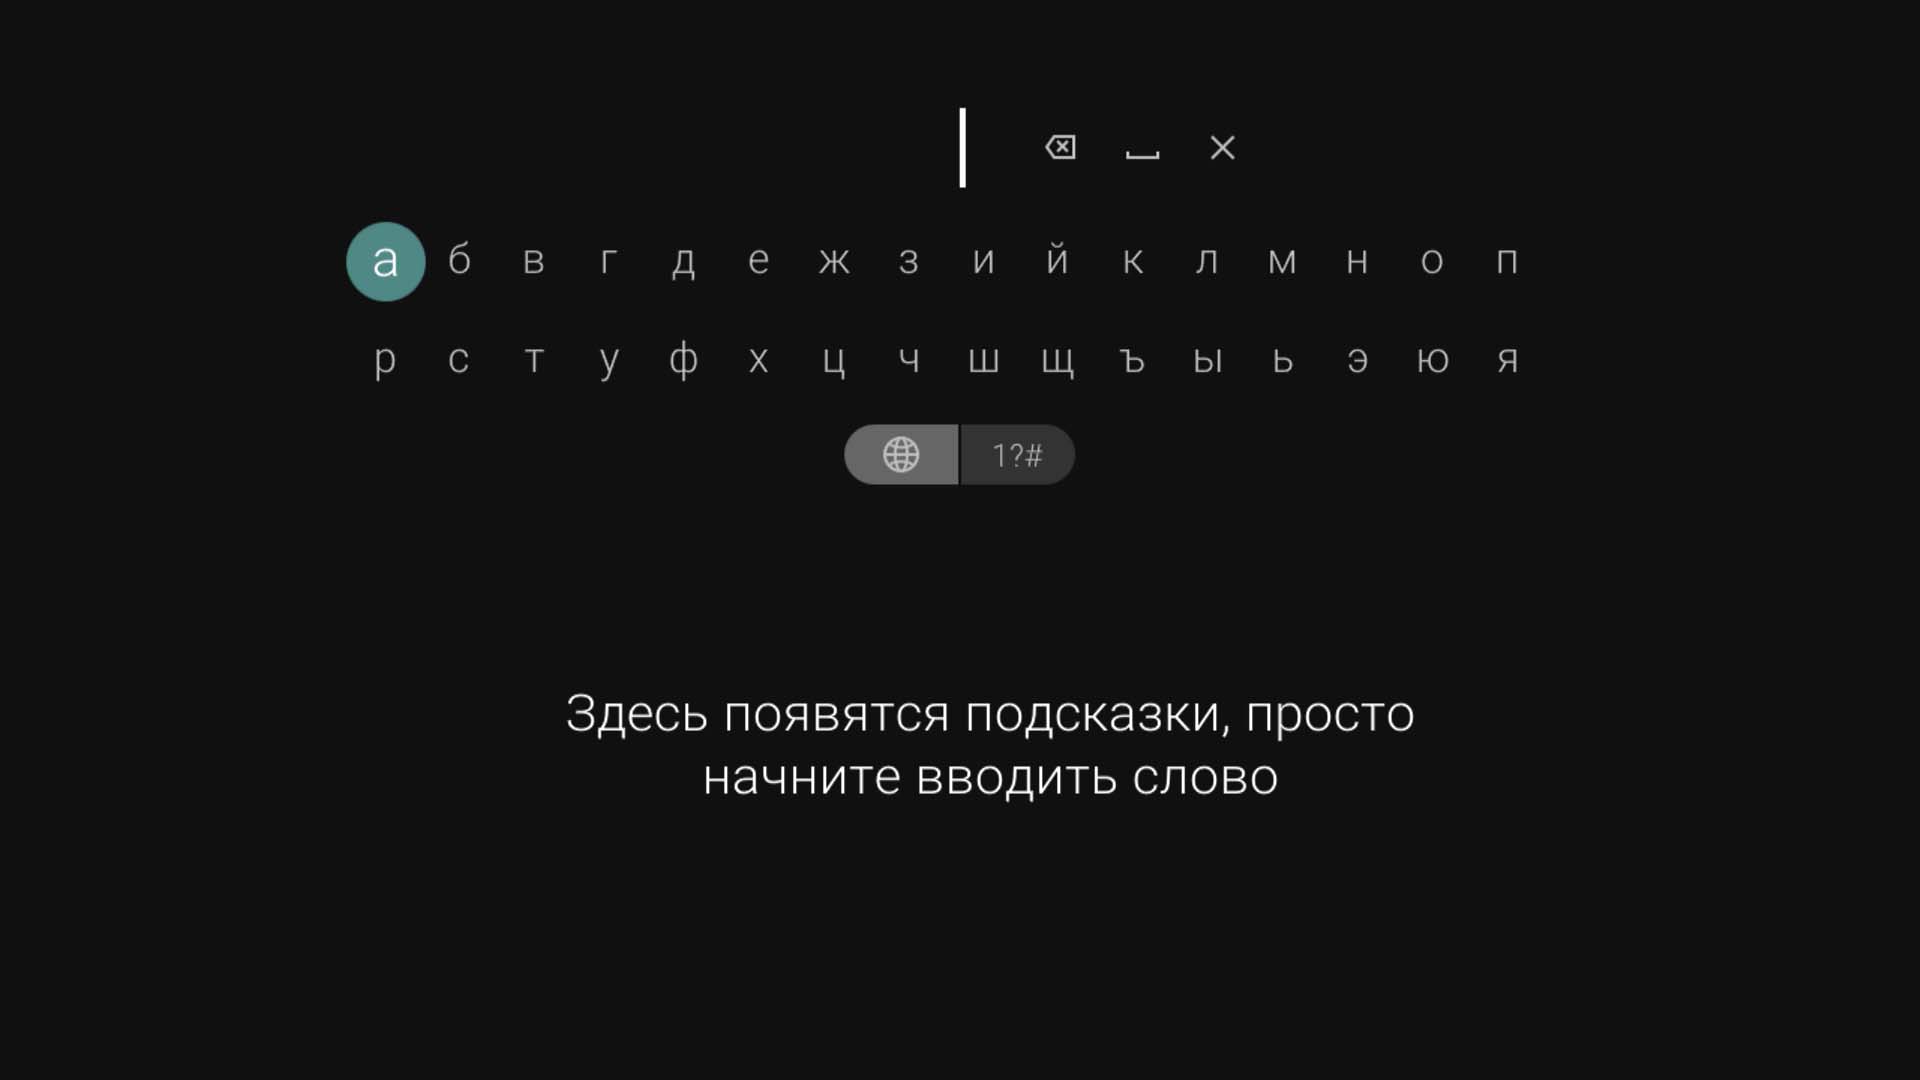 а б в г д е ж з и й к л м н о п
р с т у ф х ц ч ш щ ъ ы ь э ю я
1?#
Здесь появятся подсказки, просто
начните вводить слово